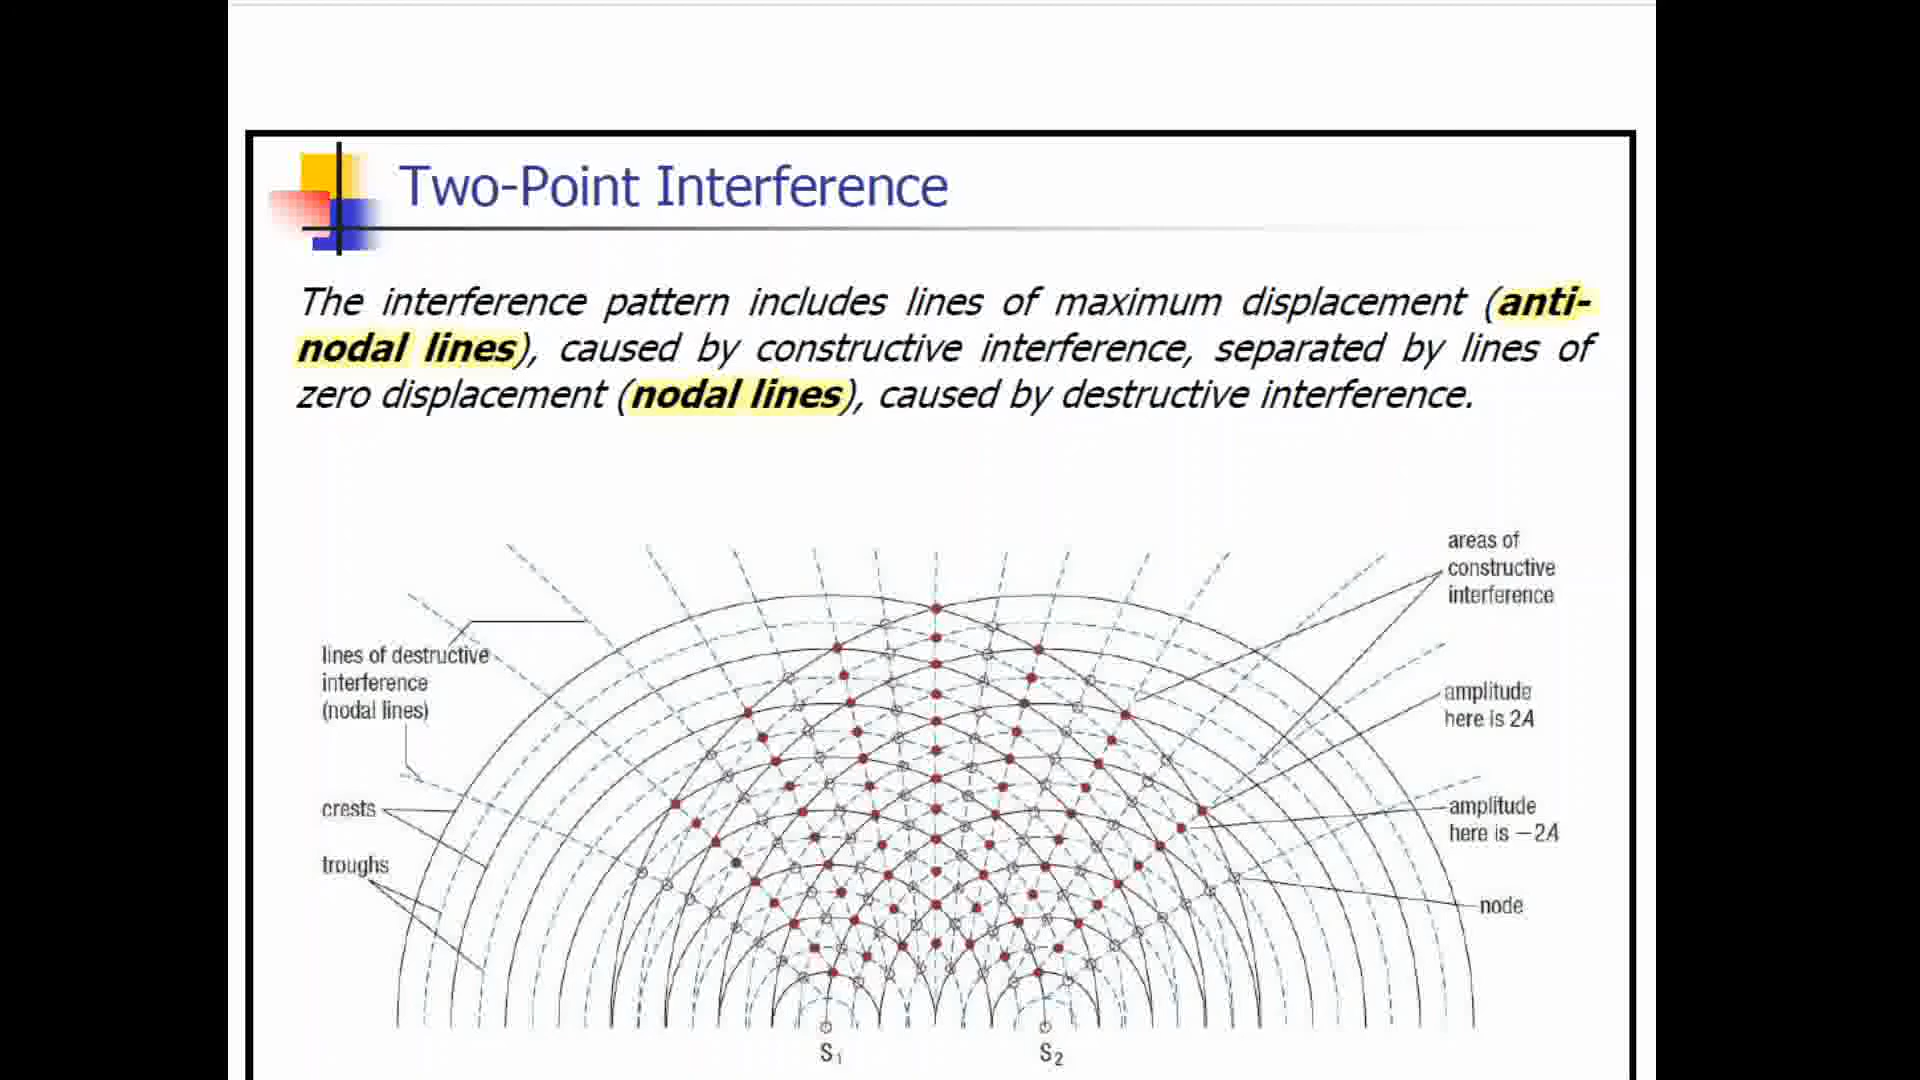 Two-Point Interference
The interference pattern includes lines of maximum displacement (anti-
nodal lines), caused by constructive interference, separated by lines of
zero displacement (nodal lines), caused by destructive interference.
areas of
constructive
interference
lines of destructive
interference
(nodal lines)
amplitude
here is 2A
crests
amplitude
here is −2A
troughs
node
S₁
S₂